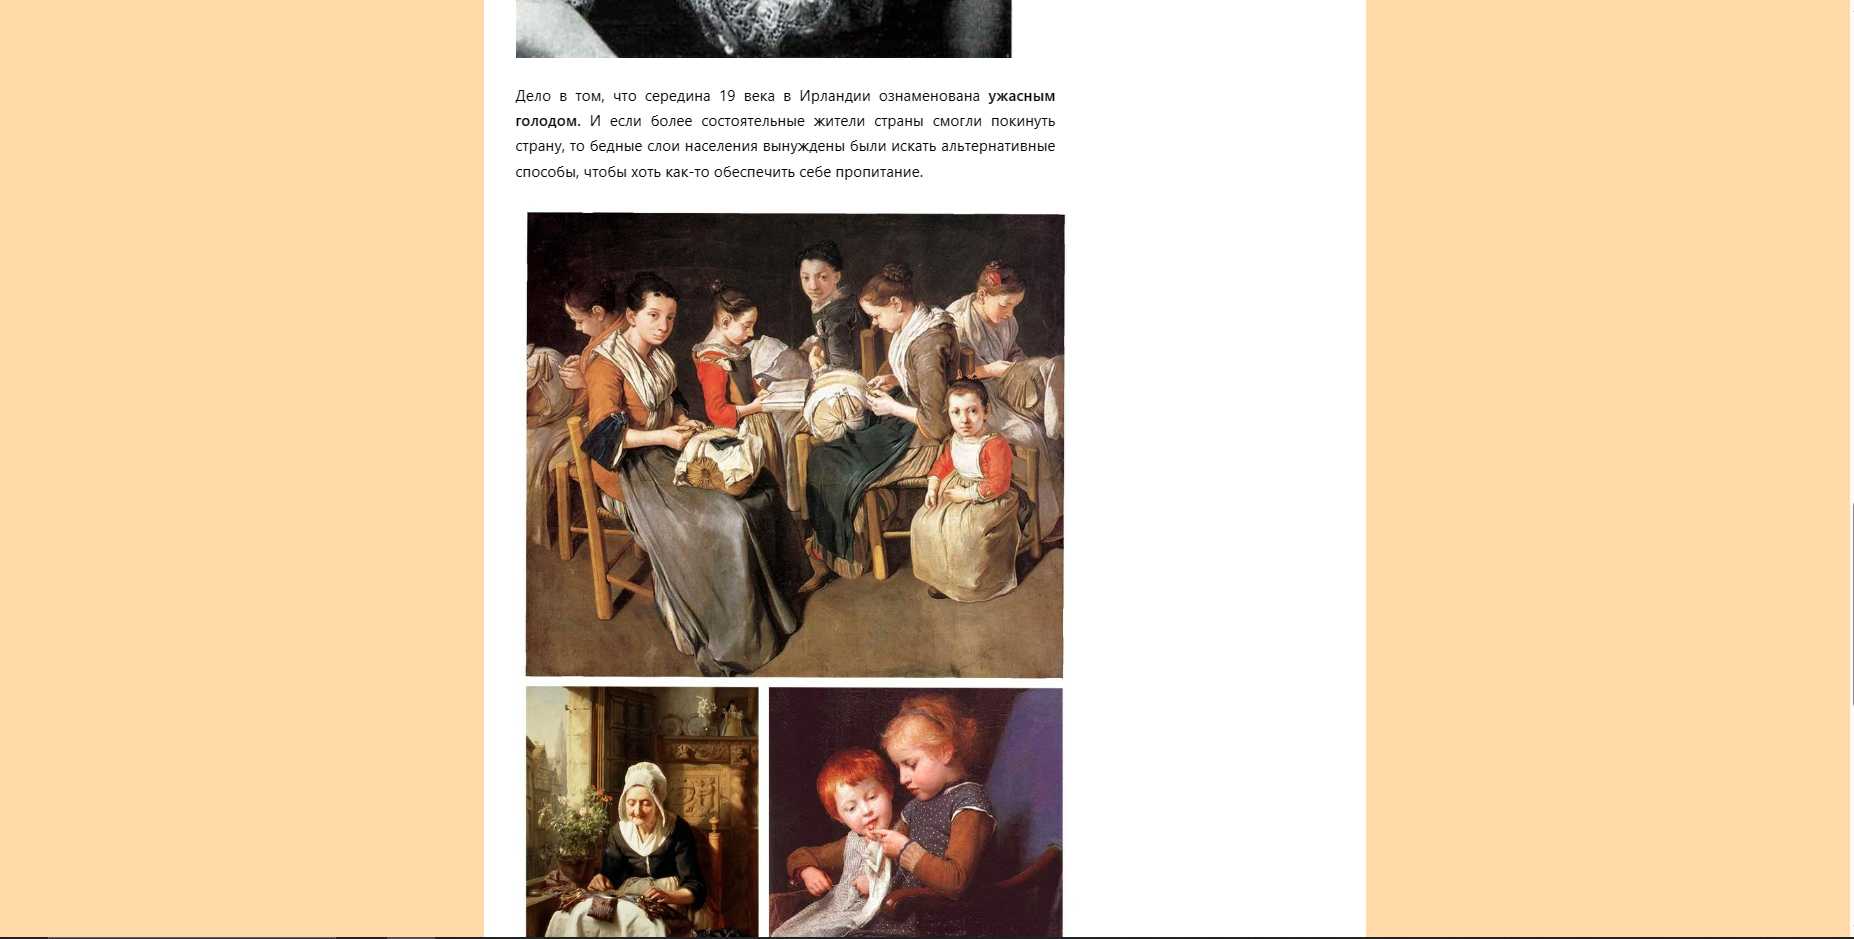 Дело в том, что середина 19 века в Ирландии ознаменована ужасным
голодом. И если более состоятельные жители страны смогли покинуть
страну, то бедные слои населения вынуждены были искать альтернативные
способы, чтобы хоть как-то обеспечить себе пропитание.